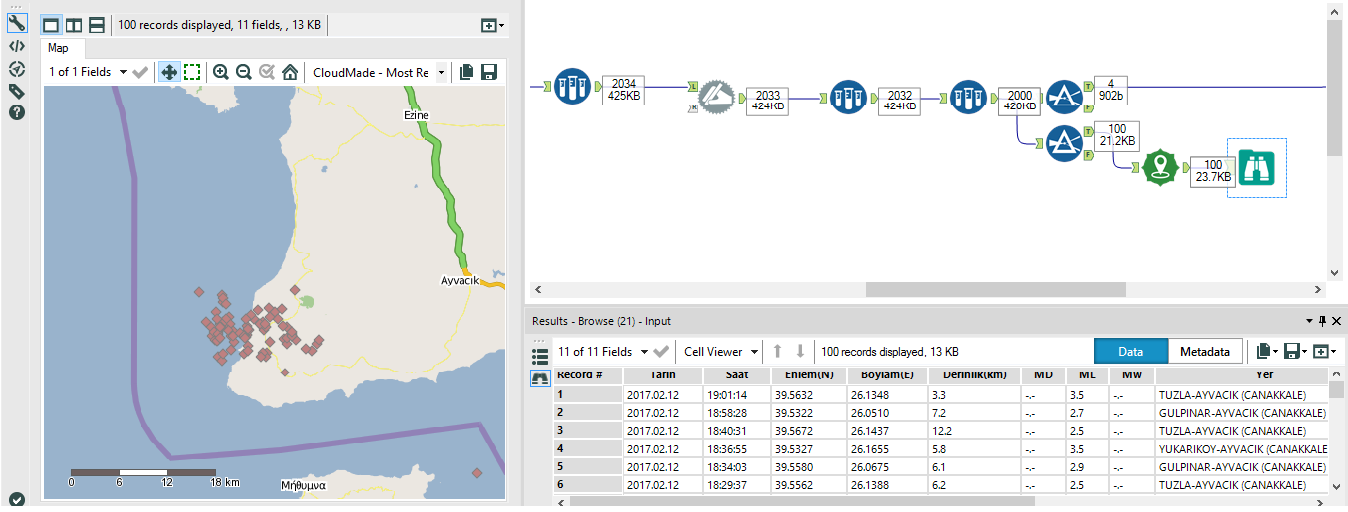 100 records displayed, 11 fields, , 13 KB
Map
1 of 1 Fields
CloudMade - Most Re
Ezine
Ayvacık
Μήθυμνα
0 6 12 18 km
2034
425KB
2033
424KB
2032
424KB
2000
420KB
4
902b
100
21.2KB
100
23.7KB
L
T
F
T
F
Results - Browse (21) - Input
11 of 11 Fields
Cell Viewer
100 records displayed, 13 KB
Data
Metadata
Record # Tarih Saat Enlem(N) Boylam(E) Derinlik(km) MD ML Mw Yer
1 2017.02.12 19:01:14 39.5632 26.1348 3.3 -.- 3.5 -.- TUZLA-AYVACIK (CANAKKALE)
2 2017.02.12 18:58:28 39.5322 26.0510 7.2 -.- 2.7 -.- GULPINAR-AYVACIK (CANAKKALE)
3 2017.02.12 18:40:31 39.5672 26.1437 12.2 -.- 2.5 -.- TUZLA-AYVACIK (CANAKKALE)
4 2017.02.12 18:36:55 39.5327 26.1655 5.8 -.- 3.5 -.- YUKARIKOY-AYVACIK (CANAKKALE
5 2017.02.12 18:34:03 39.5580 26.0675 6.1 -.- 2.9 -.- GULPINAR-AYVACIK (CANAKKALE)
6 2017.02.12 18:29:37 39.5562 26.1388 6.2 -.- 2.5 -.- TUZLA-AYVACIK (CANAKKALE)